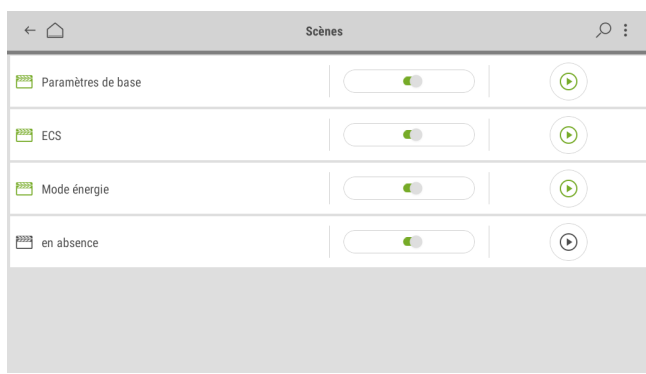 Scènes
Paramètres de base
ECS
Mode énergie
en absence